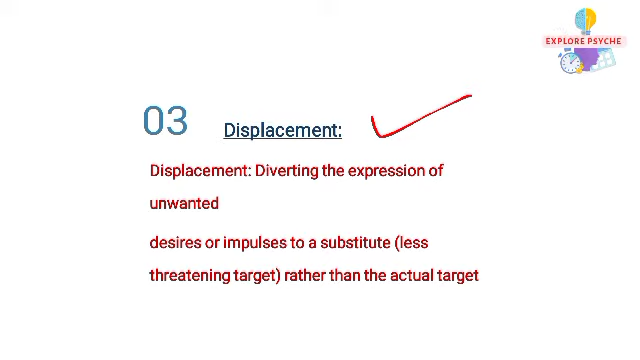 EXPLORE PSYCHE
03
Displacement:
Displacement: Diverting the expression of
unwanted
desires or impulses to a substitute (less
threatening target) rather than the actual target